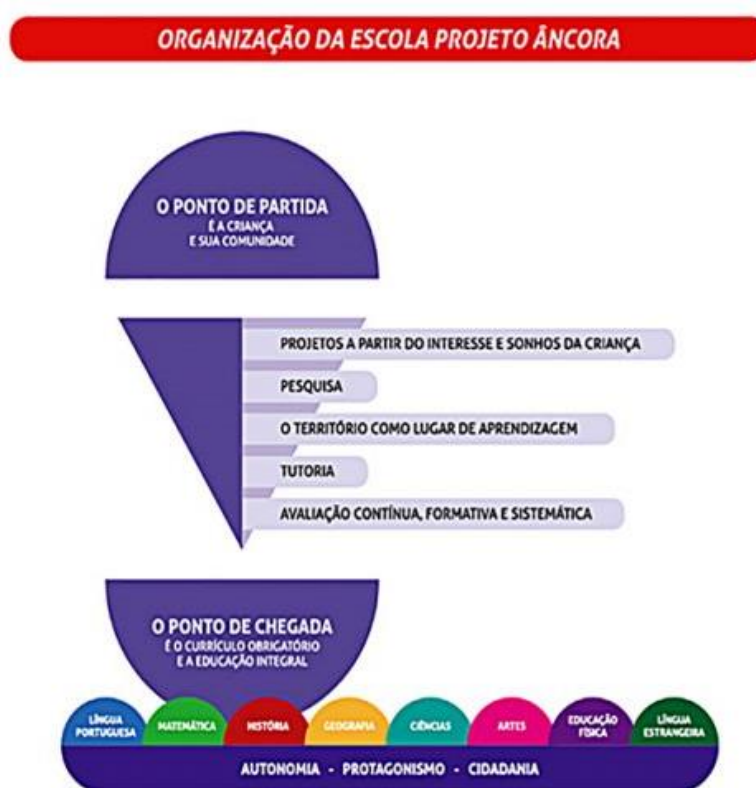 ORGANIZAÇÃO DA ESCOLA PROJETO ÂNCORA
O PONTO DE PARTIDA
É A CRIANÇA
E SUA COMUNIDADE
PROJETOS A PARTIR DO INTERESSE E SONHOS DA CRIANÇA
PESQUISA
O TERRITÓRIO COMO LUGAR DE APRENDIZAGEM
TUTORIA
AVALIAÇÃO CONTÍNUA, FORMATIVA E SISTEMÁTICA
O PONTO DE CHEGADA
É O CURRÍCULO OBRIGATÓRIO
E A EDUCAÇÃO INTEGRAL
LÍNGUA
PORTUGUESA
MATEMÁTICA
HISTÓRIA
GEOGRAFIA
CIÊNCIAS
ARTES
EDUCAÇÃO
FÍSICA
LÍNGUA
ESTRANGEIRA
AUTONOMIA - PROTAGONISMO - CIDADANIA